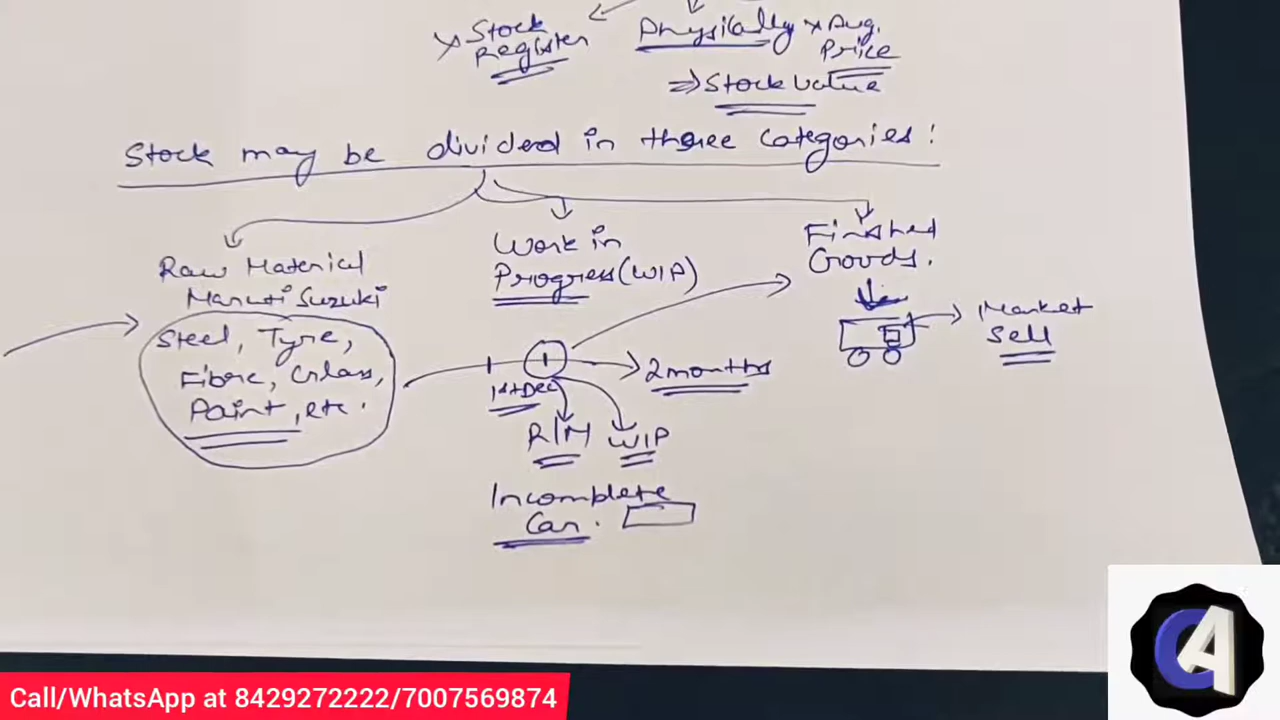 * Stock
Register
Physically × Avg.
Price
⇒ Stock Value
Stock may be divided in three categories:
Raw Material
Maruti Suzuki
Steel, Tyre,
Fibre, Glass,
Paint, etc.
Work in
Progress (WIP)
1st Dec
2 months
R/M WIP
Incomplete
Car.
Finished
Goods.
Market
Sell
CA
Call/WhatsApp at 8429272222/7007569874